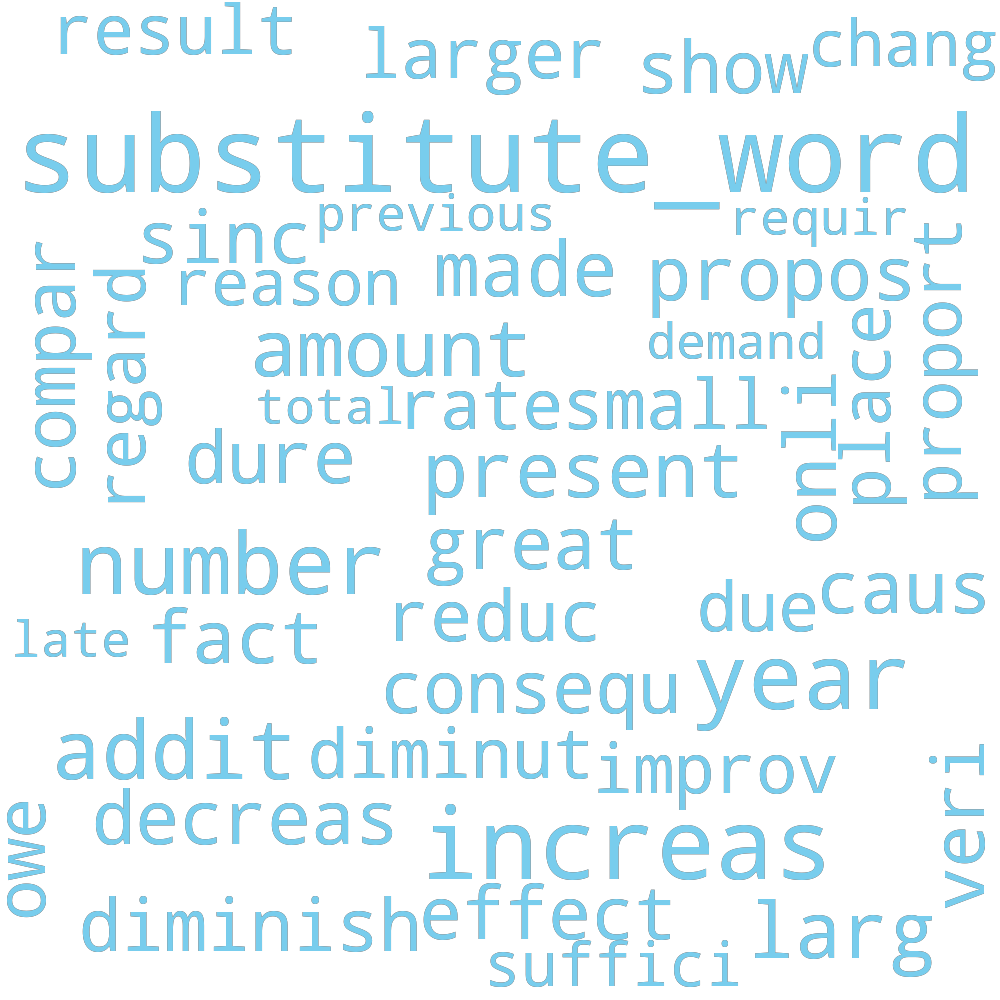 result
larger
show
chang
substitute_word
previous
requir
sinc
reason
made
propos
proport
compar
regard
amount
demand
place
total
rate
small
onli
dure
present
number
great
reduc
due
caus
late
fact
consequ
year
addit
diminut
improv
veri
owe
decreas
increas
diminish
effect
larg
suffici